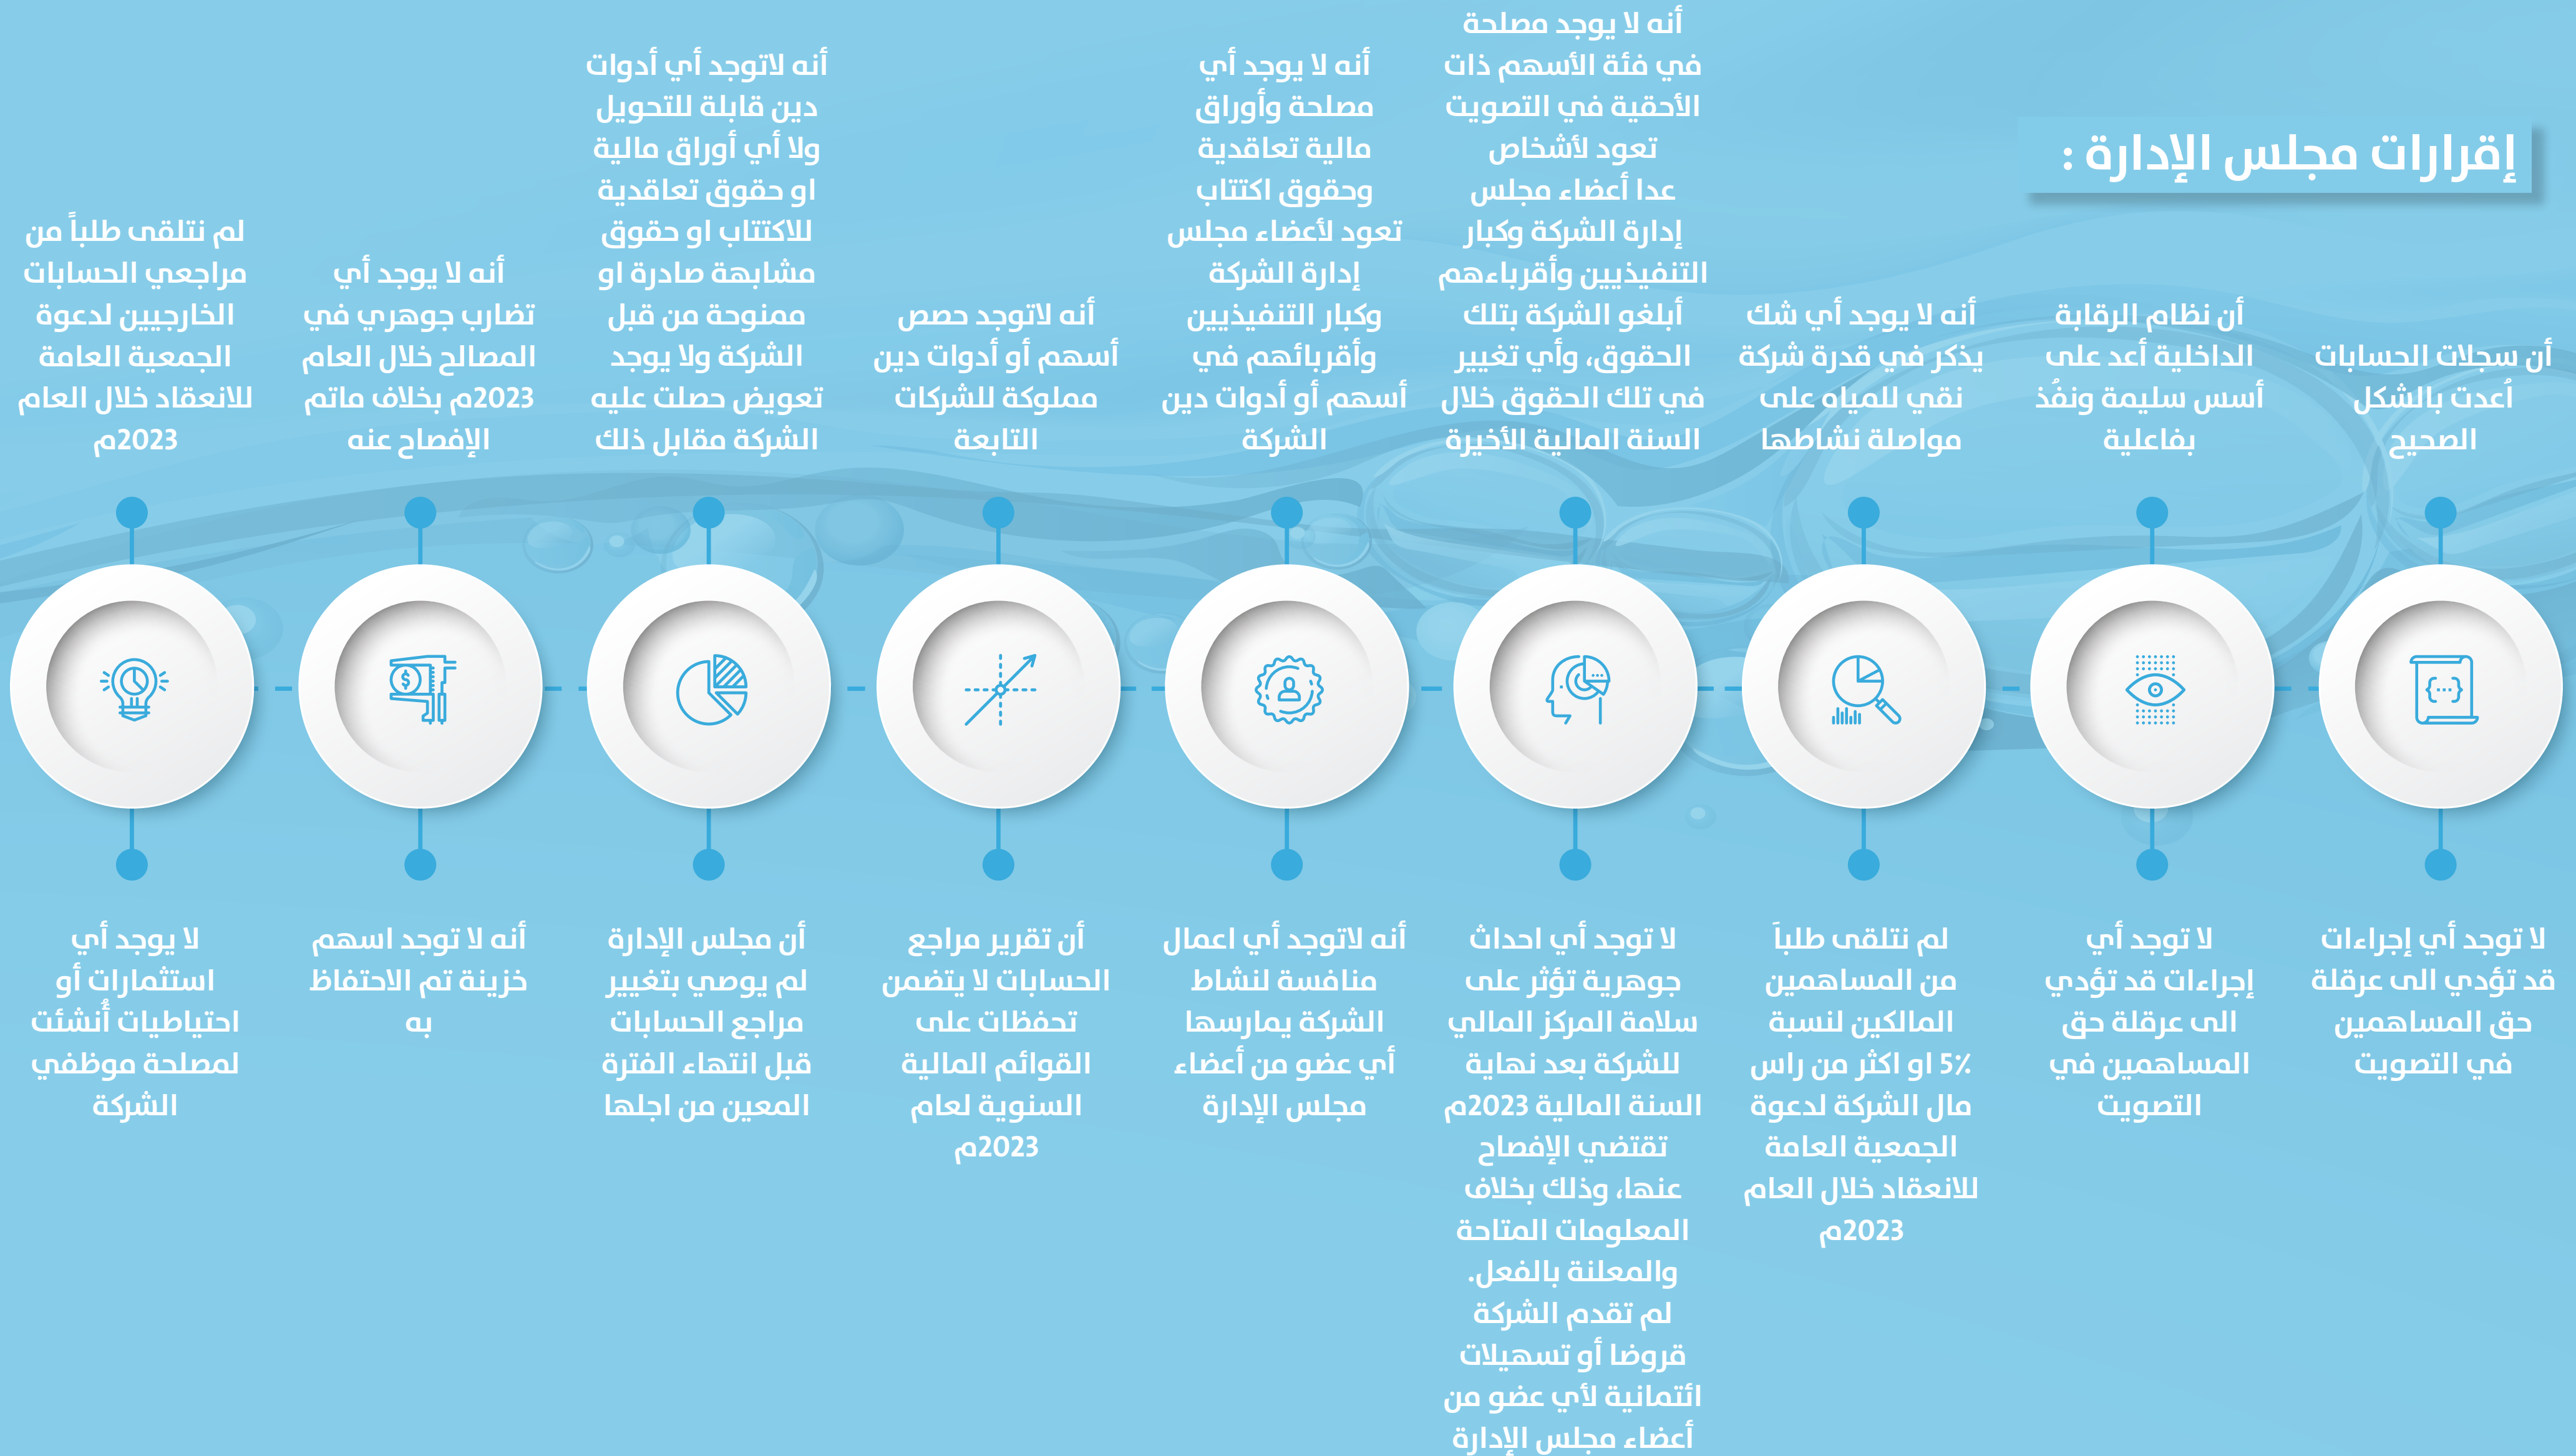 إقرارات مجلس الإدارة :
أن سجلات الحسابات
أُعدت بالشكل
الصحيح
أن نظام الرقابة
الداخلية أعد على
أسس سليمة ونفُذ
بفاعلية
أنه لا يوجد أي شك
يذكر في قدرة شركة
نقي للمياه على
مواصلة نشاطها
أنه لا يوجد مصلحة
في فئة الأسهم ذات
الأحقية في التصويت
تعود لأشخاص
عدا أعضاء مجلس
إدارة الشركة وكبار
التنفيذيين وأقرباءهم
أبلغو الشركة بتلك
الحقوق، وأي تغيير
في تلك الحقوق خلال
السنة المالية الأخيرة
أنه لا يوجد أي
مصلحة وأوراق
مالية تعاقدية
وحقوق اكتتاب
تعود لأعضاء مجلس
إدارة الشركة
وكبار التنفيذيين
وأقربائهم في
أسهم أو أدوات دين
الشركة
أنه لاتوجد حصص
أسهم أو أدوات دين
مملوكة للشركات
التابعة
أنه لاتوجد أي أدوات
دين قابلة للتحويل
ولا أي أوراق مالية
او حقوق تعاقدية
للاكتتاب او حقوق
مشابهة صادرة او
ممنوحة من قبل
الشركة ولا يوجد
تعويض حصلت عليه
الشركة مقابل ذلك
أنه لا يوجد أي
تضارب جوهري في
المصالح خلال العام
2023م بخلاف ماتم
الإفصاح عنه
لم نتلقى طلباً من
مراجعي الحسابات
الخارجيين لدعوة
الجمعية العامة
للانعقاد خلال العام
2023م
لا توجد أي إجراءات
قد تؤدي الى عرقلة
حق المساهمين
في التصويت
لا توجد أي
إجراءات قد تؤدي
الى عرقلة حق
المساهمين في
التصويت
لم نتلقى طلباً
من المساهمين
المالكين لنسبة
5٪ او اكثر من راس
مال الشركة لدعوة
الجمعية العامة
للانعقاد خلال العام
2023م
لا توجد أي احداث
جوهرية تؤثر على
سلامة المركز المالي
للشركة بعد نهاية
السنة المالية 2023م
تقتضي الإفصاح
عنها، وذلك بخلاف
المعلومات المتاحة
والمعلنة بالفعل.
لم تقدم الشركة
قروضا أو تسهيلات
ائتمانية لأي عضو من
أعضاء مجلس الإدارة
أنه لاتوجد أي اعمال
منافسة لنشاط
الشركة يمارسها
أي عضو من أعضاء
مجلس الإدارة
أن تقرير مراجع
الحسابات لا يتضمن
تحفظات على
القوائم المالية
السنوية لعام
2023م
أن مجلس الإدارة
لم يوصي بتغيير
مراجع الحسابات
قبل انتهاء الفترة
المعين من اجلها
أنه لا توجد اسهم
خزينة تم الاحتفاظ
به
لا يوجد أي
استثمارات أو
احتياطيات أُنشئت
لمصلحة موظفي
الشركة